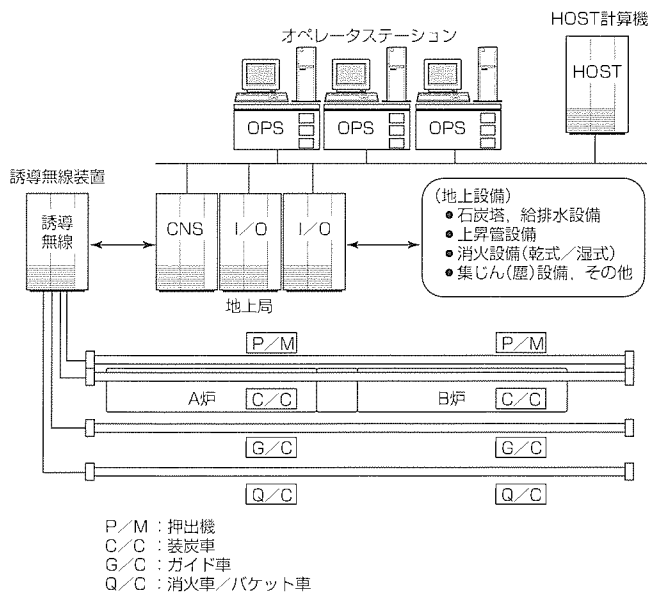 HOST計算機
オペレータステーション
HOST
OPS
OPS
OPS
誘導無線装置
誘導
無線
CNS
I/O
I/O
地上局
(地上設備)
● 石炭塔，給排水設備
● 上昇管設備
● 消火設備(乾式／湿式)
● 集じん(塵)設備，その他
P／M
P／M
A炉
C／C
B炉
C／C
G／C
G／C
Q／C
Q／C
P／M：押出機
C／C：装炭車
G／C：ガイド車
Q／C：消火車／バケット車